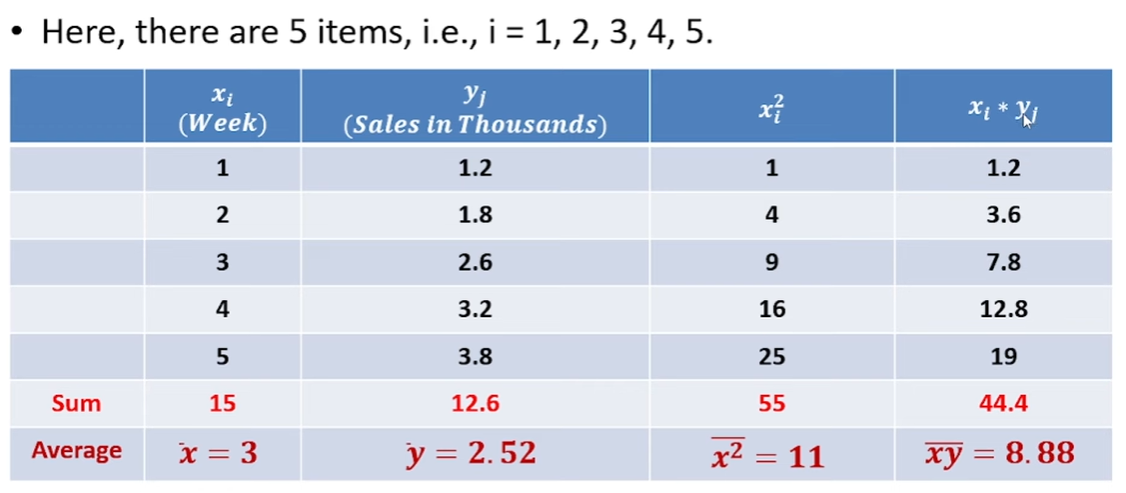 • Here, there are 5 items, i.e., i = 1, 2, 3, 4, 5.
xᵢ (Week) yⱼ (Sales in Thousands) xᵢ² xᵢ * yⱼ
1 1.2 1 1.2
2 1.8 4 3.6
3 2.6 9 7.8
4 3.2 16 12.8
5 3.8 25 19
Sum 15 12.6 55 44.4
Average x̄ = 3 ȳ = 2.52 x̅²̅ = 11 x̅y̅ = 8.88